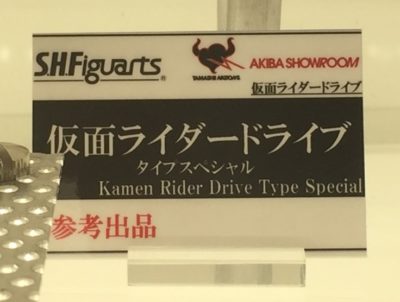 S.H.Figuarts
TAMASHII NATIONS
AKIBA SHOWROOM
仮面ライダードライブ
仮面ライダードライブ
タイプスペシャル
Kamen Rider Drive Type Special
参考出品